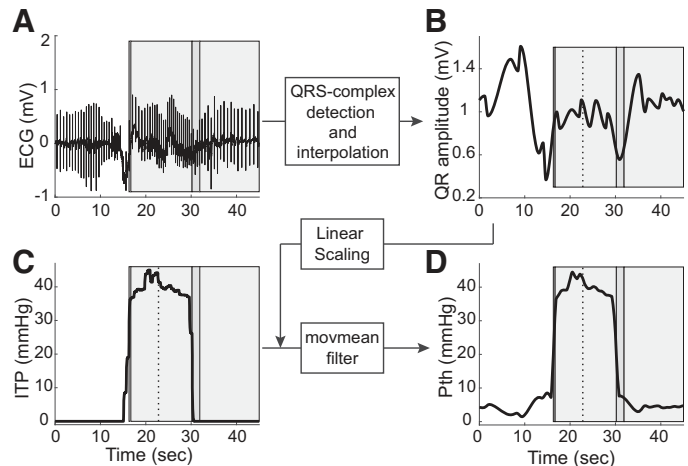 A
ECG (mV)
2
1
0
-1
0 10 20 30 40
QRS-complex
detection
and
interpolation
B
QR amplitude (mV)
1.4
1
0.6
0.2
0 10 20 30 40
Linear
Scaling
C
ITP (mmHg)
40
30
20
10
0
0 10 20 30 40
Time (sec)
movmean
filter
D
Pth (mmHg)
40
30
20
10
0
0 10 20 30 40
Time (sec)